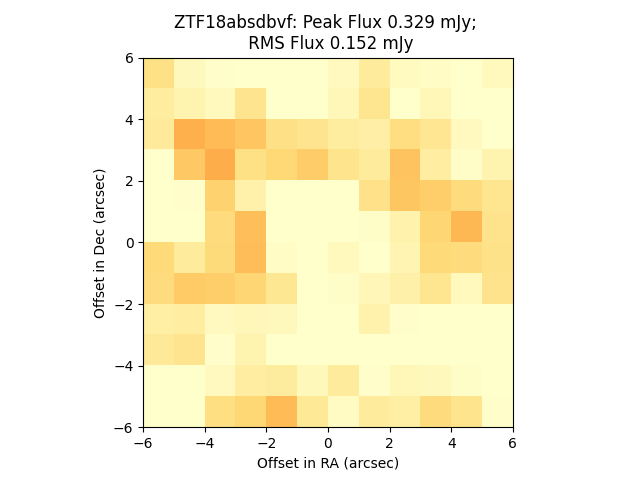 ZTF18absdbvf: Peak Flux 0.329 mJy;
RMS Flux 0.152 mJy
6
4
2
0
−2
−4
−6
Offset in Dec (arcsec)
−6 −4 −2 0 2 4 6
Offset in RA (arcsec)